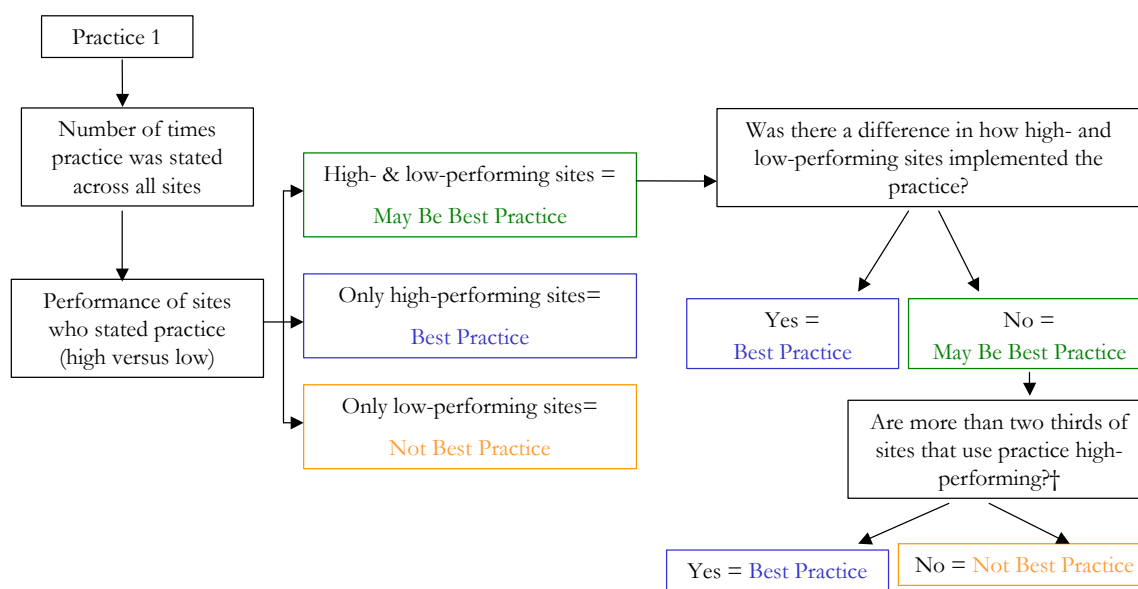 Practice 1
Number of times
practice was stated
across all sites
Performance of sites
who stated practice
(high versus low)
High- & low-performing sites =
May Be Best Practice
Only high-performing sites=
Best Practice
Only low-performing sites=
Not Best Practice
Was there a difference in how high- and
low-performing sites implemented the
practice?
Yes =
Best Practice
No =
May Be Best Practice
Are more than two thirds of
sites that use practice high-
performing?†
Yes = Best Practice
No = Not Best Practice